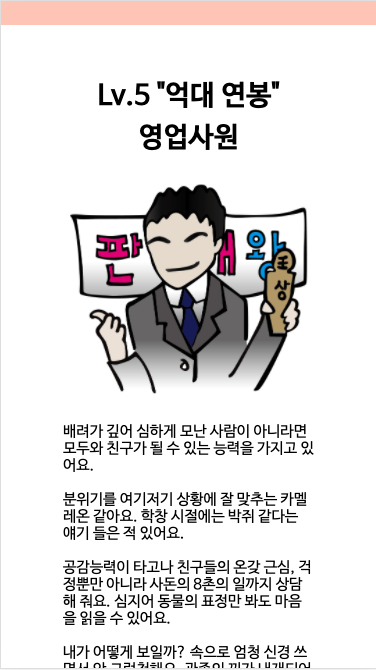 Lv.5 "억대 연봉"
영업사원
판매왕
표상
배려가 깊어 심하게 모난 사람이 아니라면
모두와 친구가 될 수 있는 능력을 가지고 있
어요.
분위기를 여기저기 상황에 잘 맞추는 카멜
레온 같아요. 학창 시절에는 박쥐 같다는
얘기 들은 적 있어요.
공감능력이 타고나 친구들의 온갖 근심, 걱
정뿐만 아니라 사돈의 8촌의 일까지 상담
해 줘요. 심지어 동물의 표정만 봐도 마음
을 읽을 수 있어요.
내가 어떻게 보일까? 속으로 엄청 신경 쓰